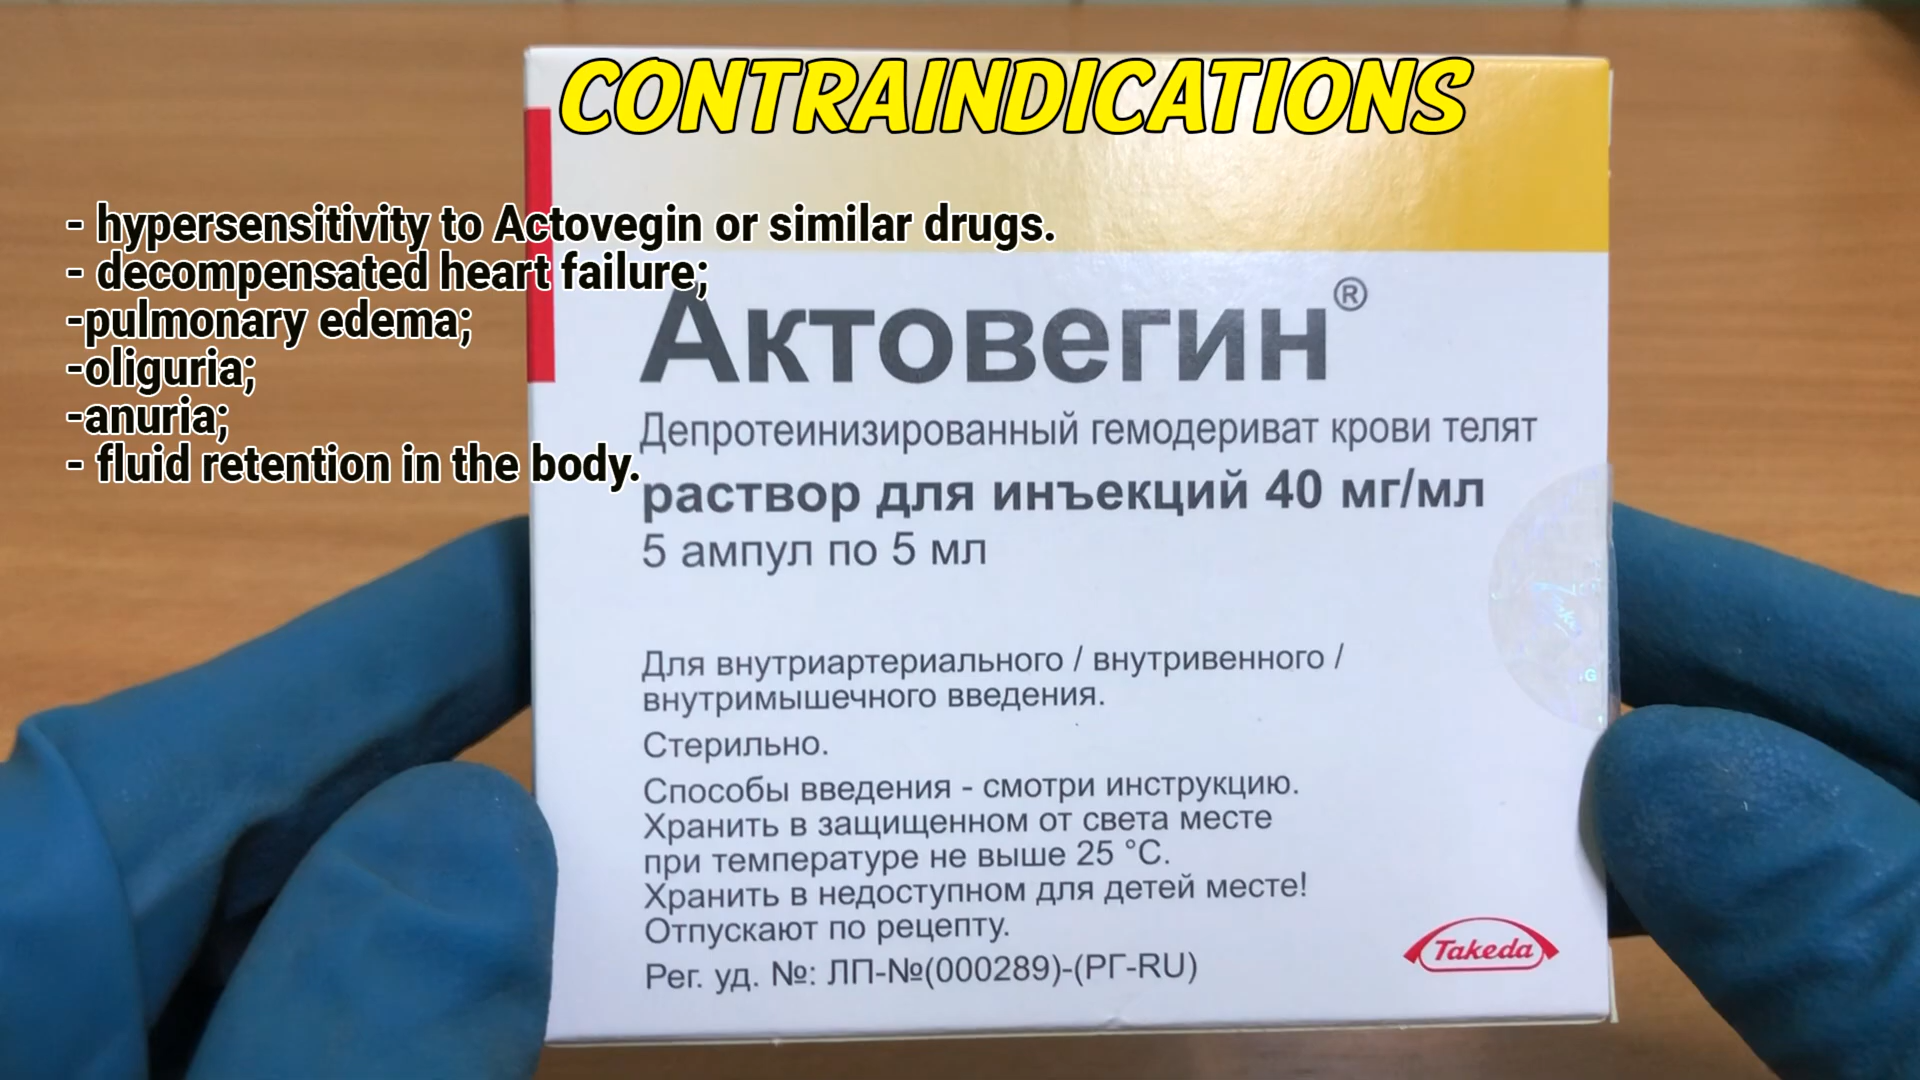 CONTRAINDICATIONS
- hypersensitivity to Actovegin or similar drugs.
- decompensated heart failure;
-pulmonary edema;
-oliguria;
-anuria;
- fluid retention in the body.
Актовегин®
Депротеинизированный гемодериват крови телят
раствор для инъекций 40 мг/мл
5 ампул по 5 мл
Для внутриартериального / внутривенного /
внутримышечного введения.
Стерильно.
Способы введения - смотри инструкцию.
Хранить в защищенном от света месте
при температуре не выше 25 °C.
Хранить в недоступном для детей месте!
Отпускают по рецепту.
Рег. уд. №: ЛП-№(000289)-(РГ-RU)
Takeda